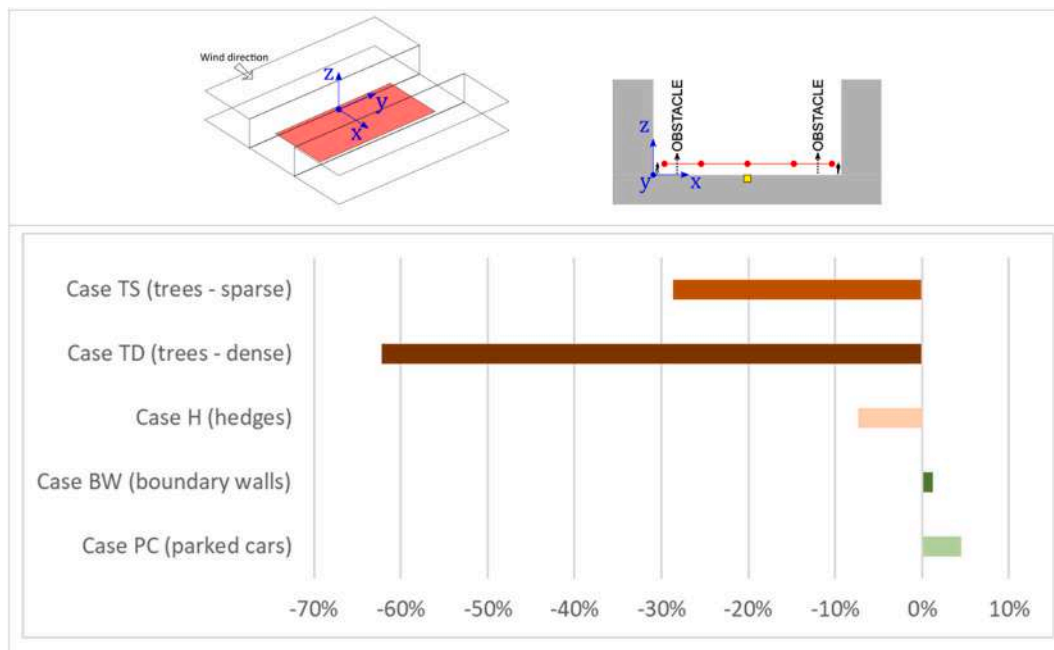 Wind direction
z
y
x
OBSTACLE
OBSTACLE
z
y
x
Case TS (trees - sparse)
Case TD (trees - dense)
Case H (hedges)
Case BW (boundary walls)
Case PC (parked cars)
-70% -60% -50% -40% -30% -20% -10% 0% 10%